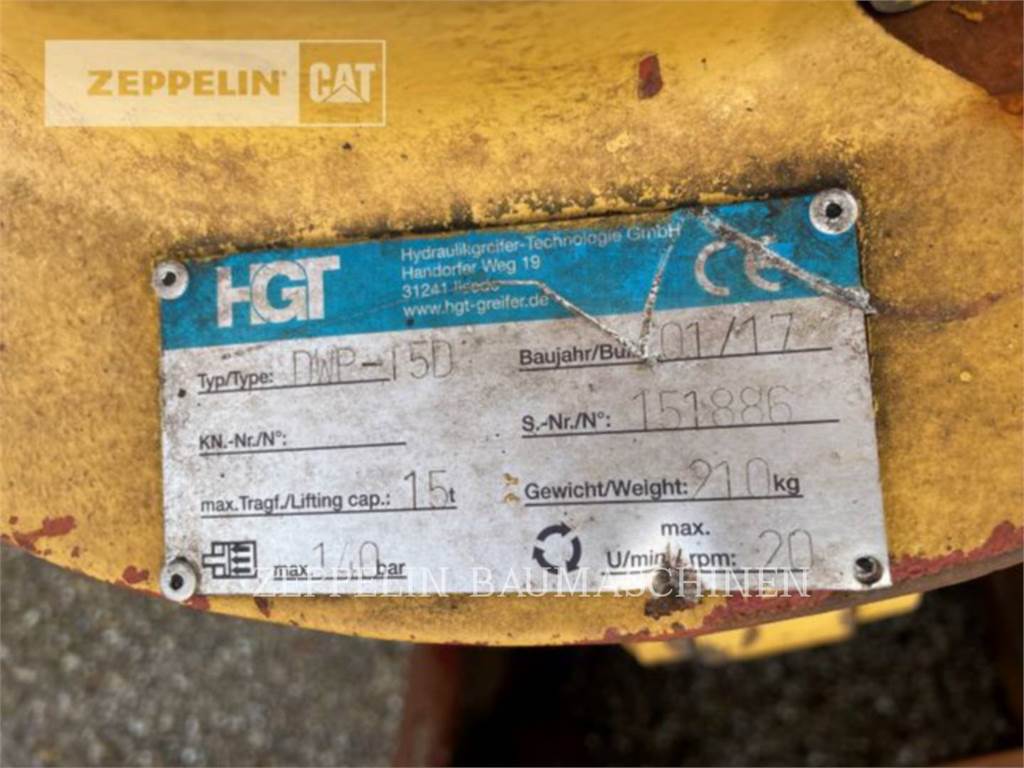 ZEPPELIN CAT
HGT
Hydraulikgreifer-Technologie GmbH
Handorfer Weg 19
31241
www.hgt-greifer.de
CE
Typ/Type: DWP-15D
Baujahr/Bu 01/17
KN.-Nr./N°:
S.-Nr./N°: 151886
max.Tragf./Lifting cap.: 15t
Gewicht/Weight: 910kg
max. 140 bar
max.
U/min / rpm: 20
ZEPPELIN BAUMASCHINEN